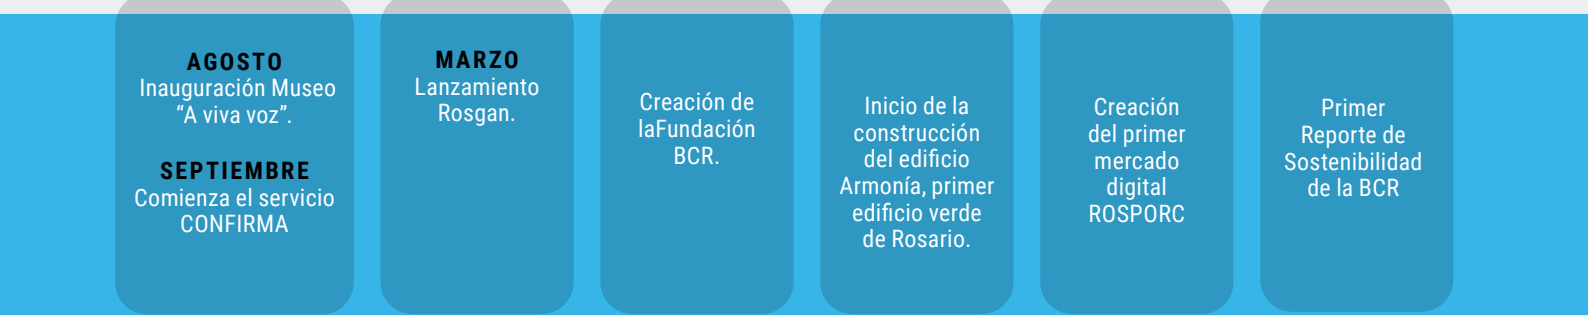 AGOSTO
Inauguración Museo
“A viva voz”.
SEPTIEMBRE
Comienza el servicio
CONFIRMA
MARZO
Lanzamiento
Rosgan.
Creación de
laFundación
BCR.
Inicio de la
construcción
del edificio
Armonía, primer
edificio verde
de Rosario.
Creación
del primer
mercado
digital
ROSPORC
Primer
Reporte de
Sostenibilidad
de la BCR